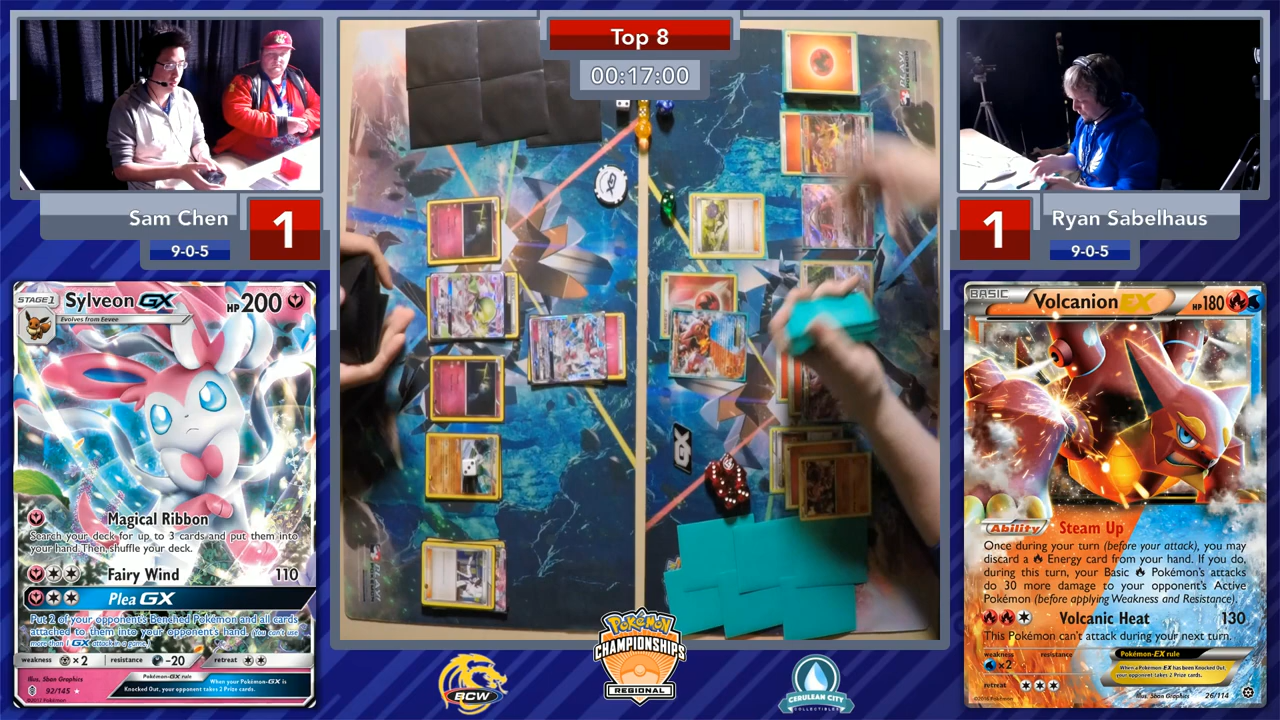 Top 8
00:17:00
Sam Chen
1
9-0-5
1
Ryan Sabelhaus
9-0-5
STAGE 1
Sylveon GX
HP 200
Evolves from Eevee
Magical Ribbon
Search your deck for up to 3 cards and put them into
your hand. Then, shuffle your deck.
Fairy Wind 110
Plea GX
Put 2 of your opponent's Benched Pokémon and all cards
attached to them into your opponent's hand. (You can't use
more than 1 GX attack in a game.)
weakness ×2 resistance -20 retreat
Illus. 5ban Graphics
92/145
Pokémon-GX rule
When your Pokémon-GX is
Knocked Out, your opponent takes 2 Prize cards.
BASIC
Volcanion EX
HP 180
Ability Steam Up
Once during your turn (before your attack), you may
discard a Energy card from your hand. If you do,
during this turn, your Basic Pokémon's attacks
do 30 more damage to your opponent's Active
Pokémon (before applying Weakness and Resistance).
Volcanic Heat 130
This Pokémon can't attack during your next turn.
weakness resistance
×2
retreat
Pokémon-EX rule
When a Pokémon-EX has been Knocked
Out, your opponent takes 2 Prize cards.
Illus. 5ban Graphics
26/114
GX
BCW
Pokémon
CHAMPIONSHIPS
REGIONAL
CERULEAN CITY
COLLECTIBLES